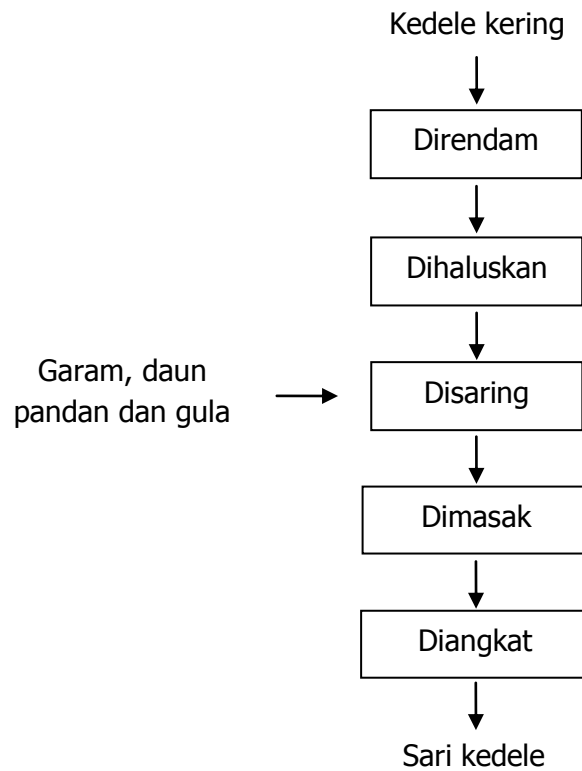 Kedele kering
Direndam
Dihaluskan
Garam, daun
pandan dan gula
Disaring
Dimasak
Diangkat
Sari kedele